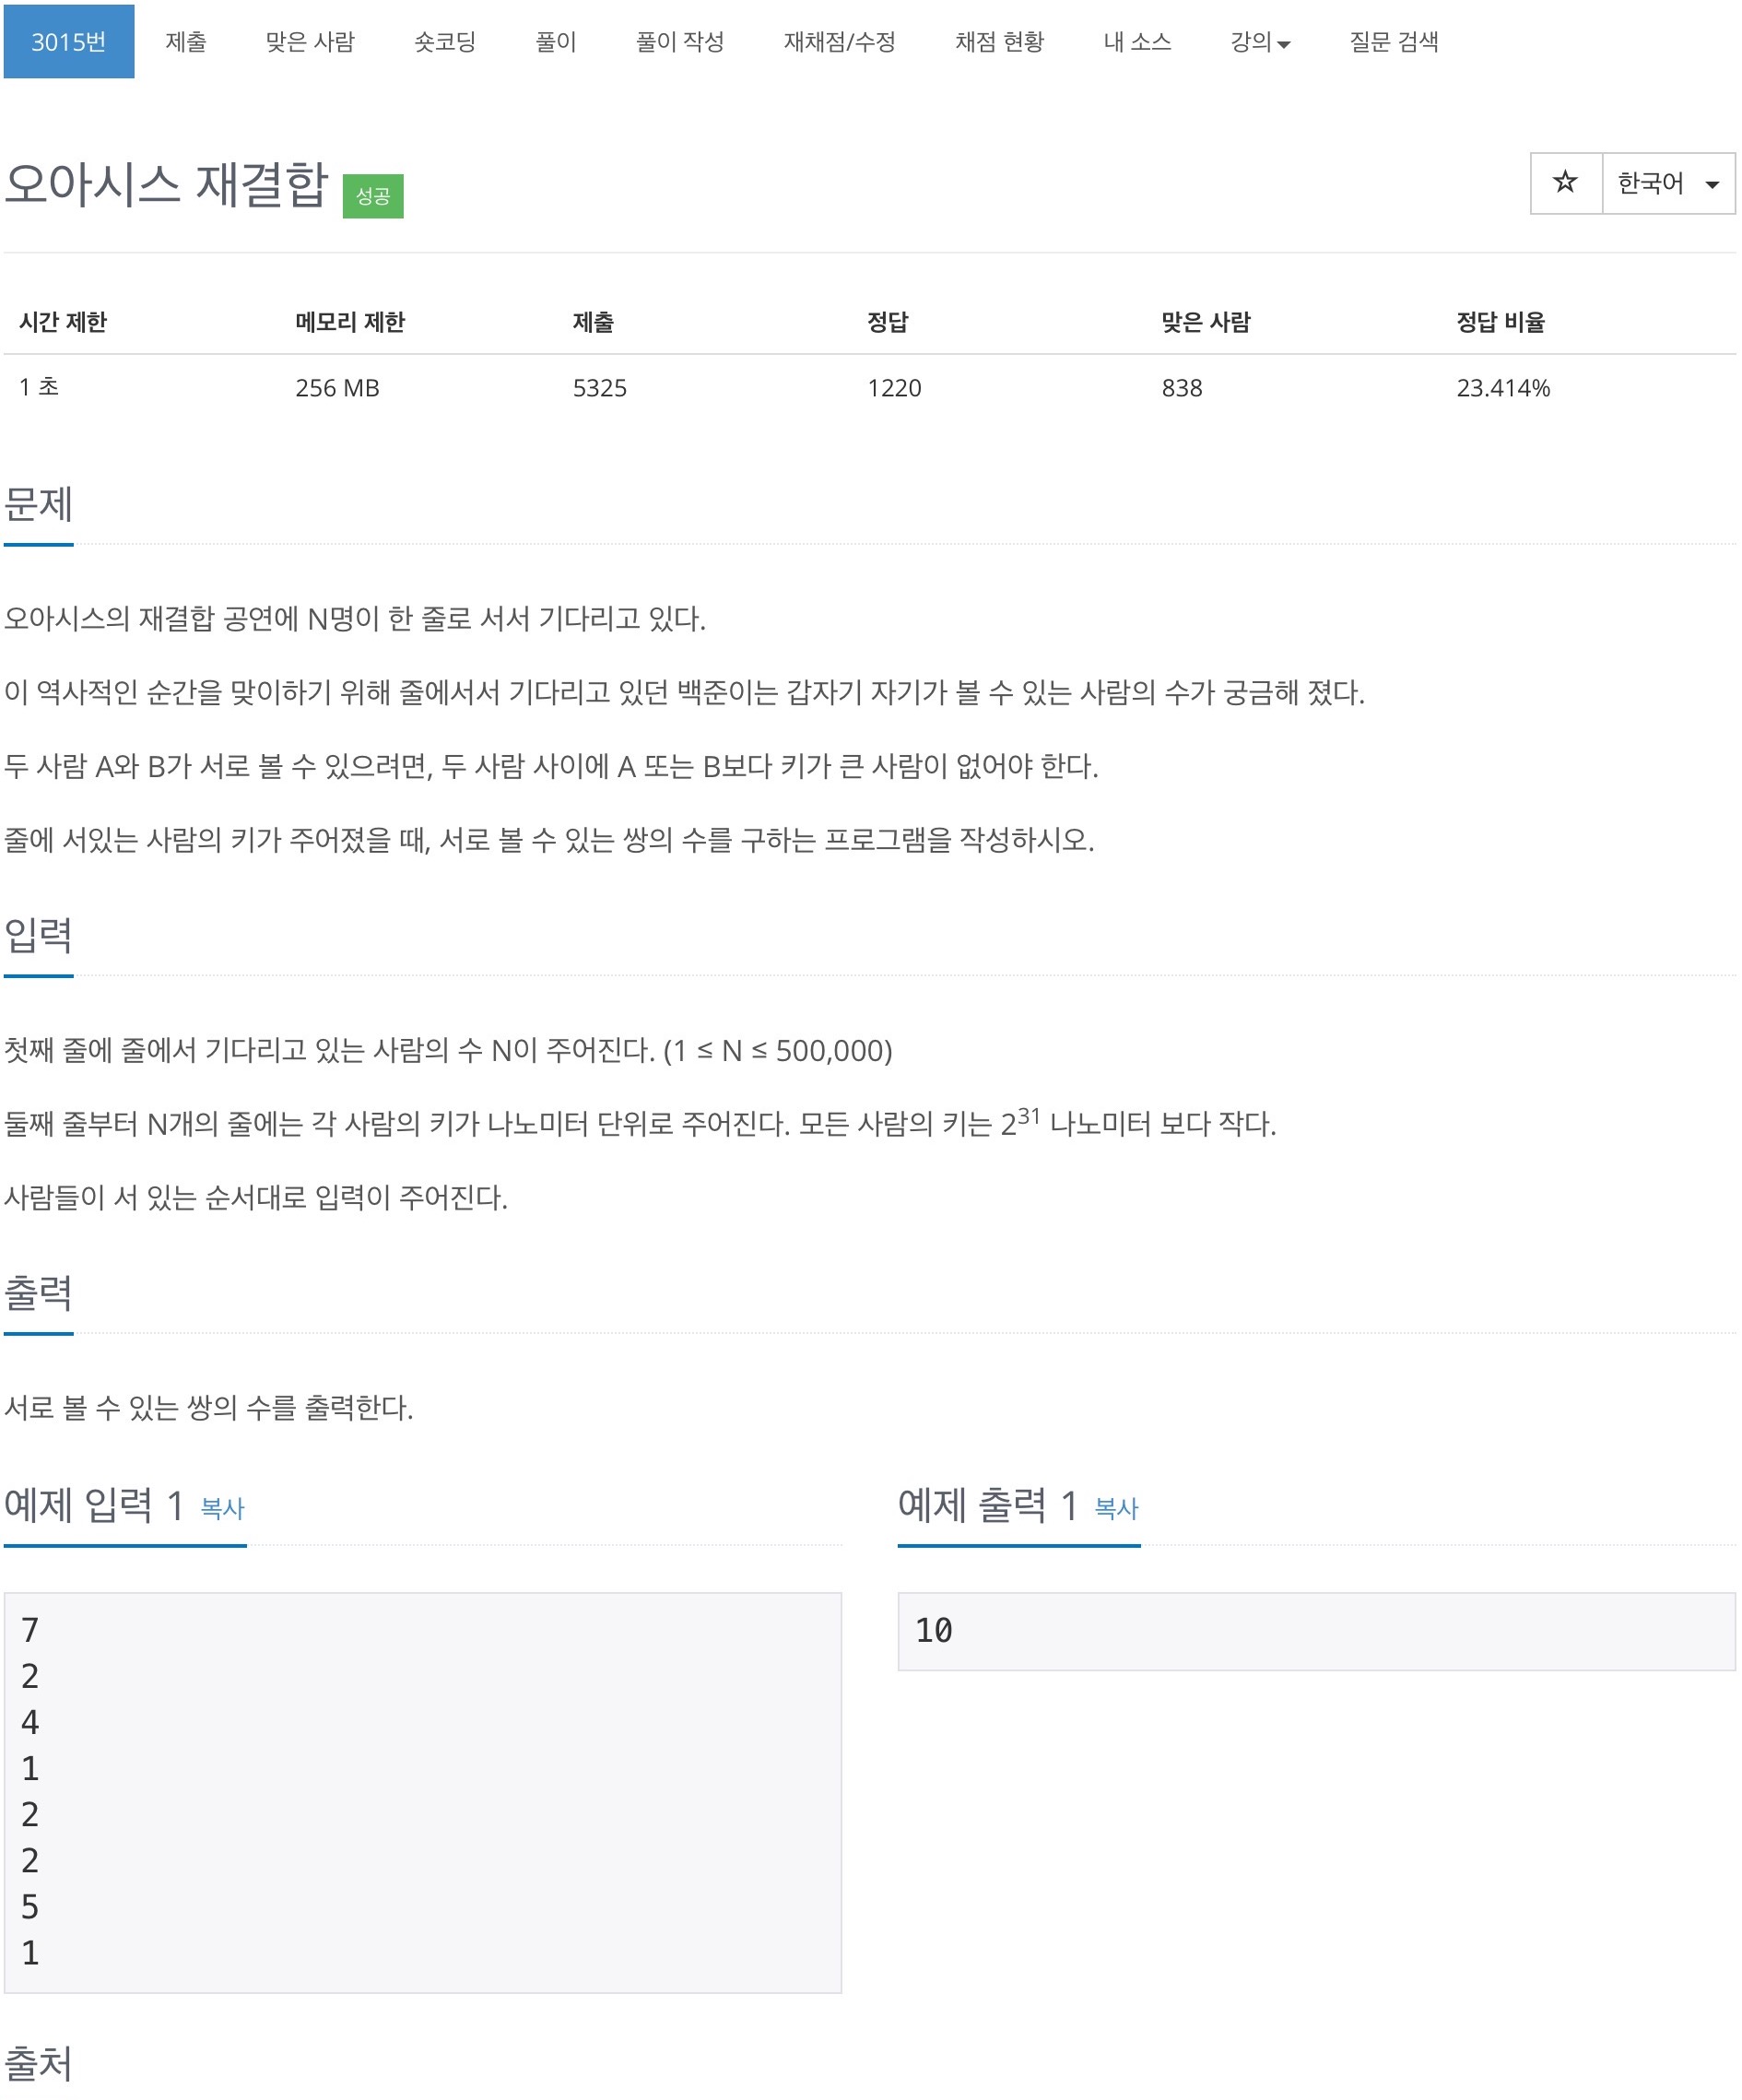 3015번 제출 맞은 사람 숏코딩 풀이 풀이 작성 재채점/수정 채점 현황 내 소스 강의 질문 검색
오아시스 재결합 성공 ☆ 한국어
시간 제한 메모리 제한 제출 정답 맞은 사람 정답 비율
1 초 256 MB 5325 1220 838 23.414%
문제
오아시스의 재결합 공연에 N명이 한 줄로 서서 기다리고 있다.
이 역사적인 순간을 맞이하기 위해 줄에서서 기다리고 있던 백준이는 갑자기 자기가 볼 수 있는 사람의 수가 궁금해 졌다.
두 사람 A와 B가 서로 볼 수 있으려면, 두 사람 사이에 A 또는 B보다 키가 큰 사람이 없어야 한다.
줄에 서있는 사람의 키가 주어졌을 때, 서로 볼 수 있는 쌍의 수를 구하는 프로그램을 작성하시오.
입력
첫째 줄에 줄에서 기다리고 있는 사람의 수 N이 주어진다. (1 ≤ N ≤ 500,000)
둘째 줄부터 N개의 줄에는 각 사람의 키가 나노미터 단위로 주어진다. 모든 사람의 키는 2³¹ 나노미터 보다 작다.
사람들이 서 있는 순서대로 입력이 주어진다.
출력
서로 볼 수 있는 쌍의 수를 출력한다.
예제 입력 1 복사
7
2
4
1
2
2
5
1
예제 출력 1 복사
10
출처